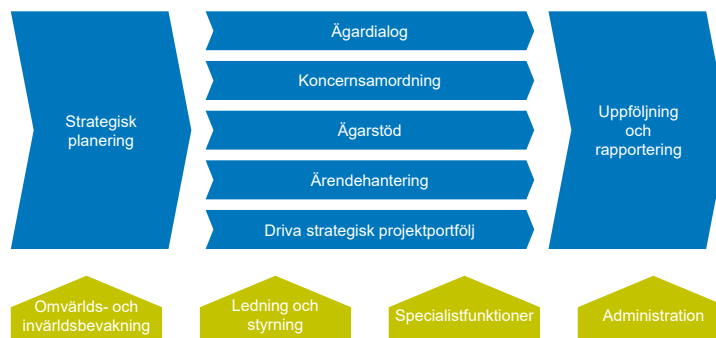 Strategisk
planering
Ägardialog
Koncernsamordning
Ägarstöd
Ärendehantering
Driva strategisk projektportfölj
Uppföljning
och
rapportering
Omvärlds- och
invärldsbevakning
Ledning och
styrning
Specialistfunktioner
Administration